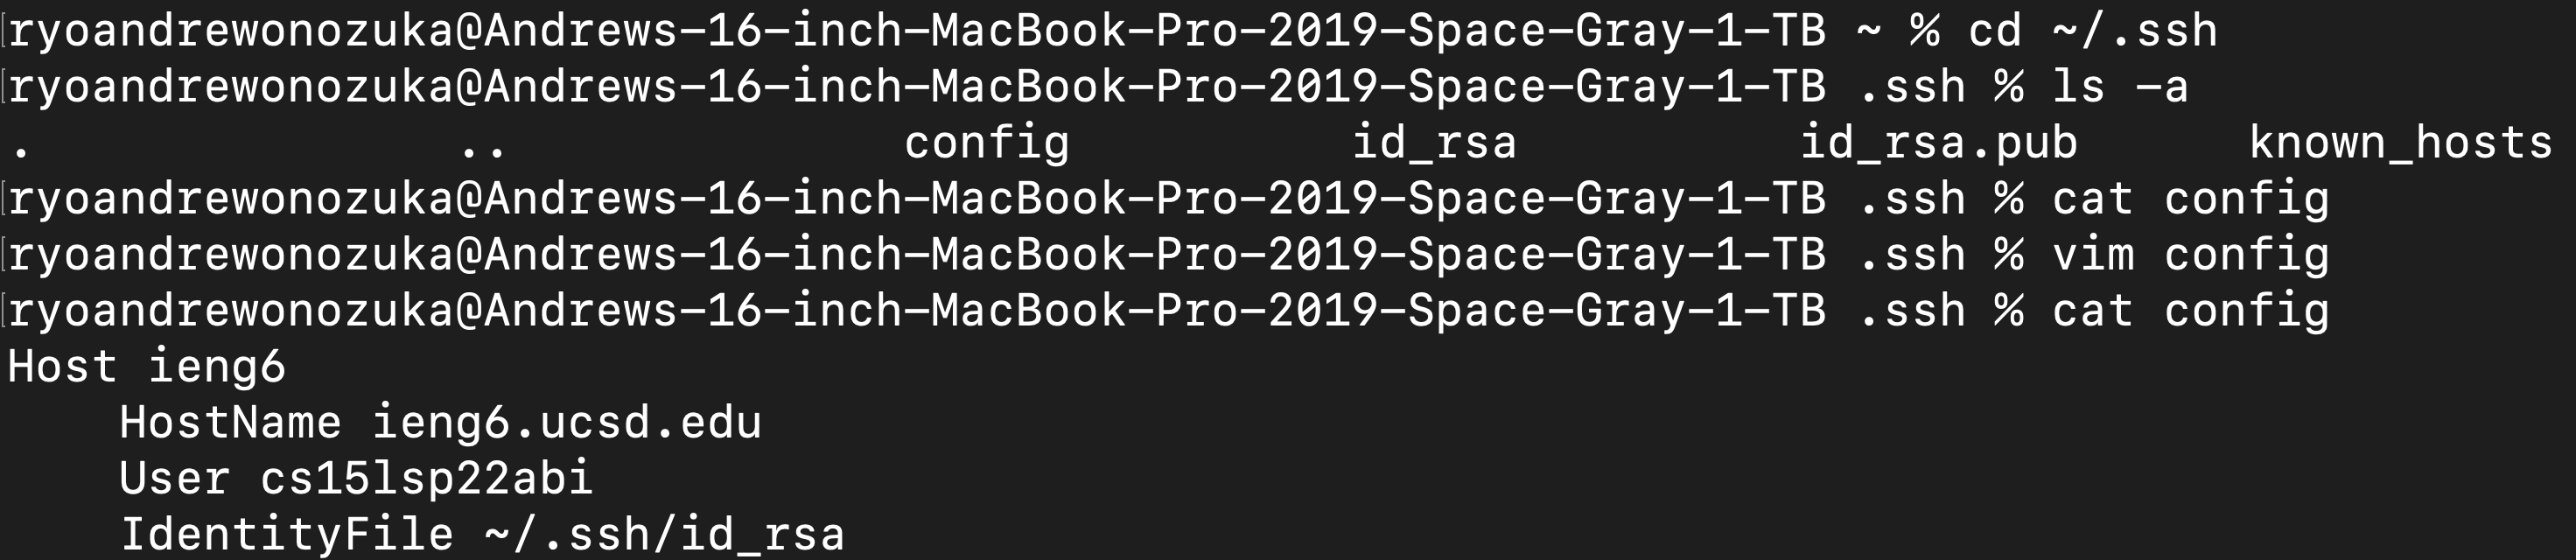 ryoandrewonozuka@Andrews-16-inch-MacBook-Pro-2019-Space-Gray-1-TB ~ % cd ~/.ssh
ryoandrewonozuka@Andrews-16-inch-MacBook-Pro-2019-Space-Gray-1-TB .ssh % ls -a
. .. config id_rsa id_rsa.pub known_hosts
ryoandrewonozuka@Andrews-16-inch-MacBook-Pro-2019-Space-Gray-1-TB .ssh % cat config
ryoandrewonozuka@Andrews-16-inch-MacBook-Pro-2019-Space-Gray-1-TB .ssh % vim config
ryoandrewonozuka@Andrews-16-inch-MacBook-Pro-2019-Space-Gray-1-TB .ssh % cat config
Host ieng6
    HostName ieng6.ucsd.edu
    User cs15lsp22abi
    IdentityFile ~/.ssh/id_rsa